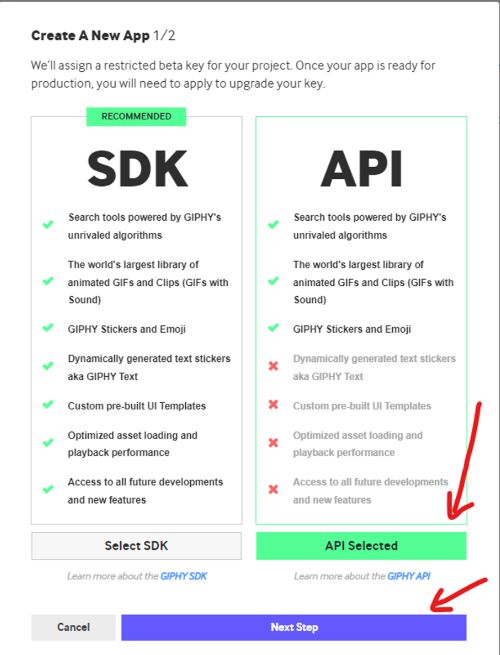 Create A New App 1/2
We'll assign a restricted beta key for your project. Once your app is ready for
production, you will need to apply to upgrade your key.
RECOMMENDED
SDK
Search tools powered by GIPHY's
unrivaled algorithms
The world's largest library of
animated GIFs and Clips (GIFs with
Sound)
GIPHY Stickers and Emoji
Dynamically generated text stickers
aka GIPHY Text
Custom pre-built UI Templates
Optimized asset loading and
playback performance
Access to all future developments
and new features
Select SDK
Learn more about the GIPHY SDK
API
Search tools powered by GIPHY's
unrivaled algorithms
The world's largest library of
animated GIFs and Clips (GIFs with
Sound)
GIPHY Stickers and Emoji
Dynamically generated text stickers
aka GIPHY Text
Custom pre-built UI Templates
Optimized asset loading and
playback performance
Access to all future developments
and new features
API Selected
Learn more about the GIPHY API
Cancel
Next Step